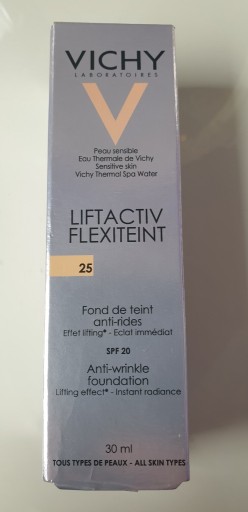 VICHY
LABORATOIRES
Peau sensible
Eau Thermale de Vichy
Sensitive skin
Vichy Thermal Spa Water
LIFTACTIV
FLEXITEINT
25
Fond de teint
anti-rides
Effet lifting* - Eclat immédiat
SPF 20
Anti-wrinkle
foundation
Lifting effect* - Instant radiance
30 ml
TOUS TYPES DE PEAUX - ALL SKIN TYPES